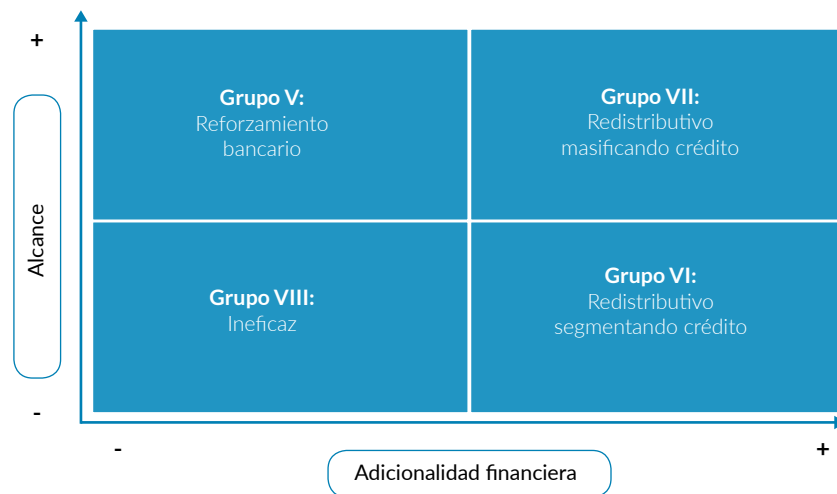 +
Grupo V:
Reforzamiento
bancario
Grupo VII:
Redistributivo
masificando crédito
Alcance
Grupo VIII:
Ineficaz
Grupo VI:
Redistributivo
segmentando crédito
-
-
+
Adicionalidad financiera